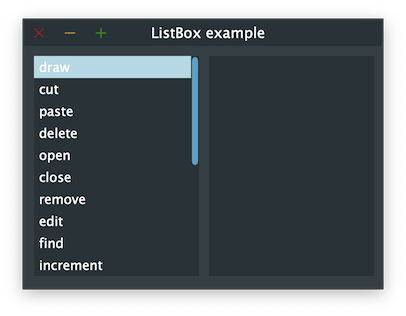 ListBox example
draw
cut
paste
delete
open
close
remove
edit
find
increment